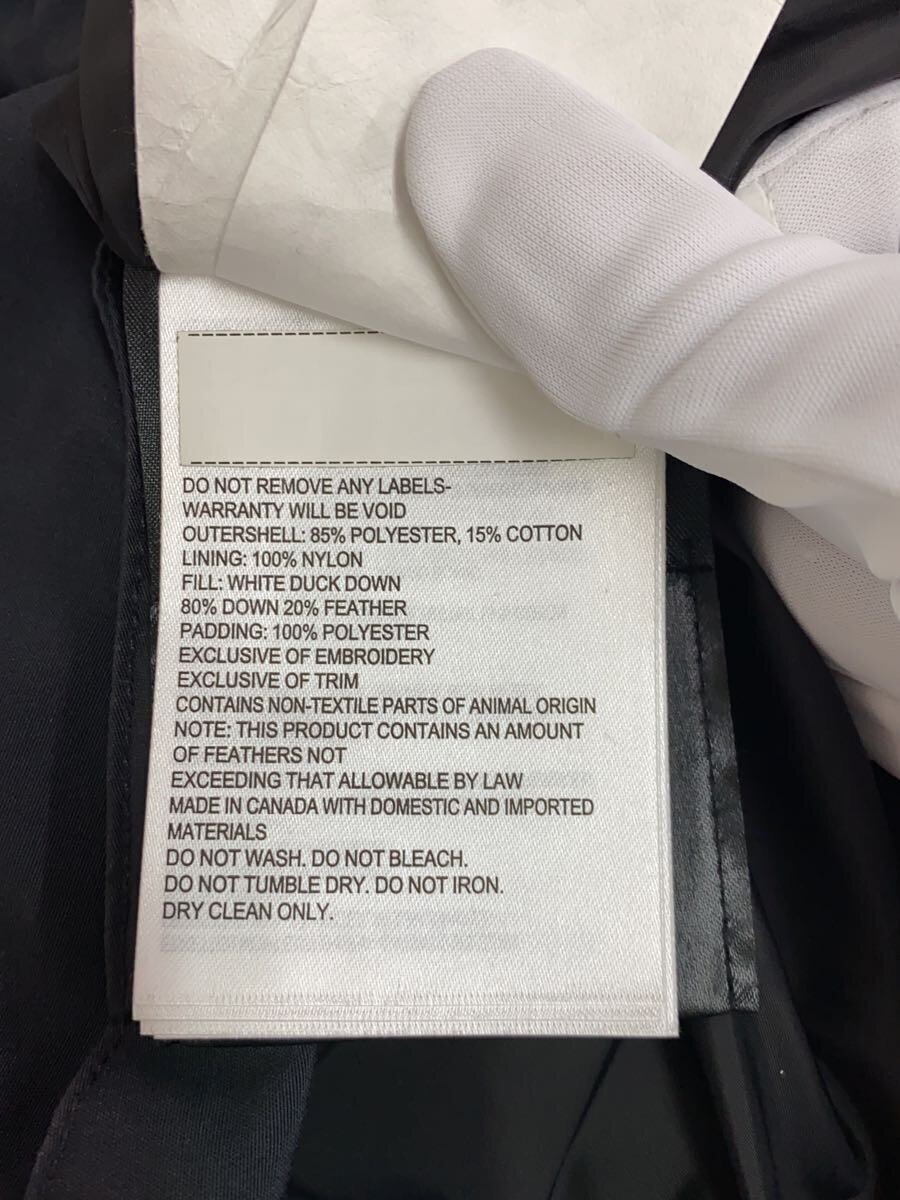 DO NOT REMOVE ANY LABELS-
WARRANTY WILL BE VOID
OUTERSHELL: 85% POLYESTER, 15% COTTON
LINING: 100% NYLON
FILL: WHITE DUCK DOWN
80% DOWN 20% FEATHER
PADDING: 100% POLYESTER
EXCLUSIVE OF EMBROIDERY
EXCLUSIVE OF TRIM
CONTAINS NON-TEXTILE PARTS OF ANIMAL ORIGIN
NOTE: THIS PRODUCT CONTAINS AN AMOUNT
OF FEATHERS NOT
EXCEEDING THAT ALLOWABLE BY LAW
MADE IN CANADA WITH DOMESTIC AND IMPORTED
MATERIALS
DO NOT WASH. DO NOT BLEACH.
DO NOT TUMBLE DRY. DO NOT IRON.
DRY CLEAN ONLY.